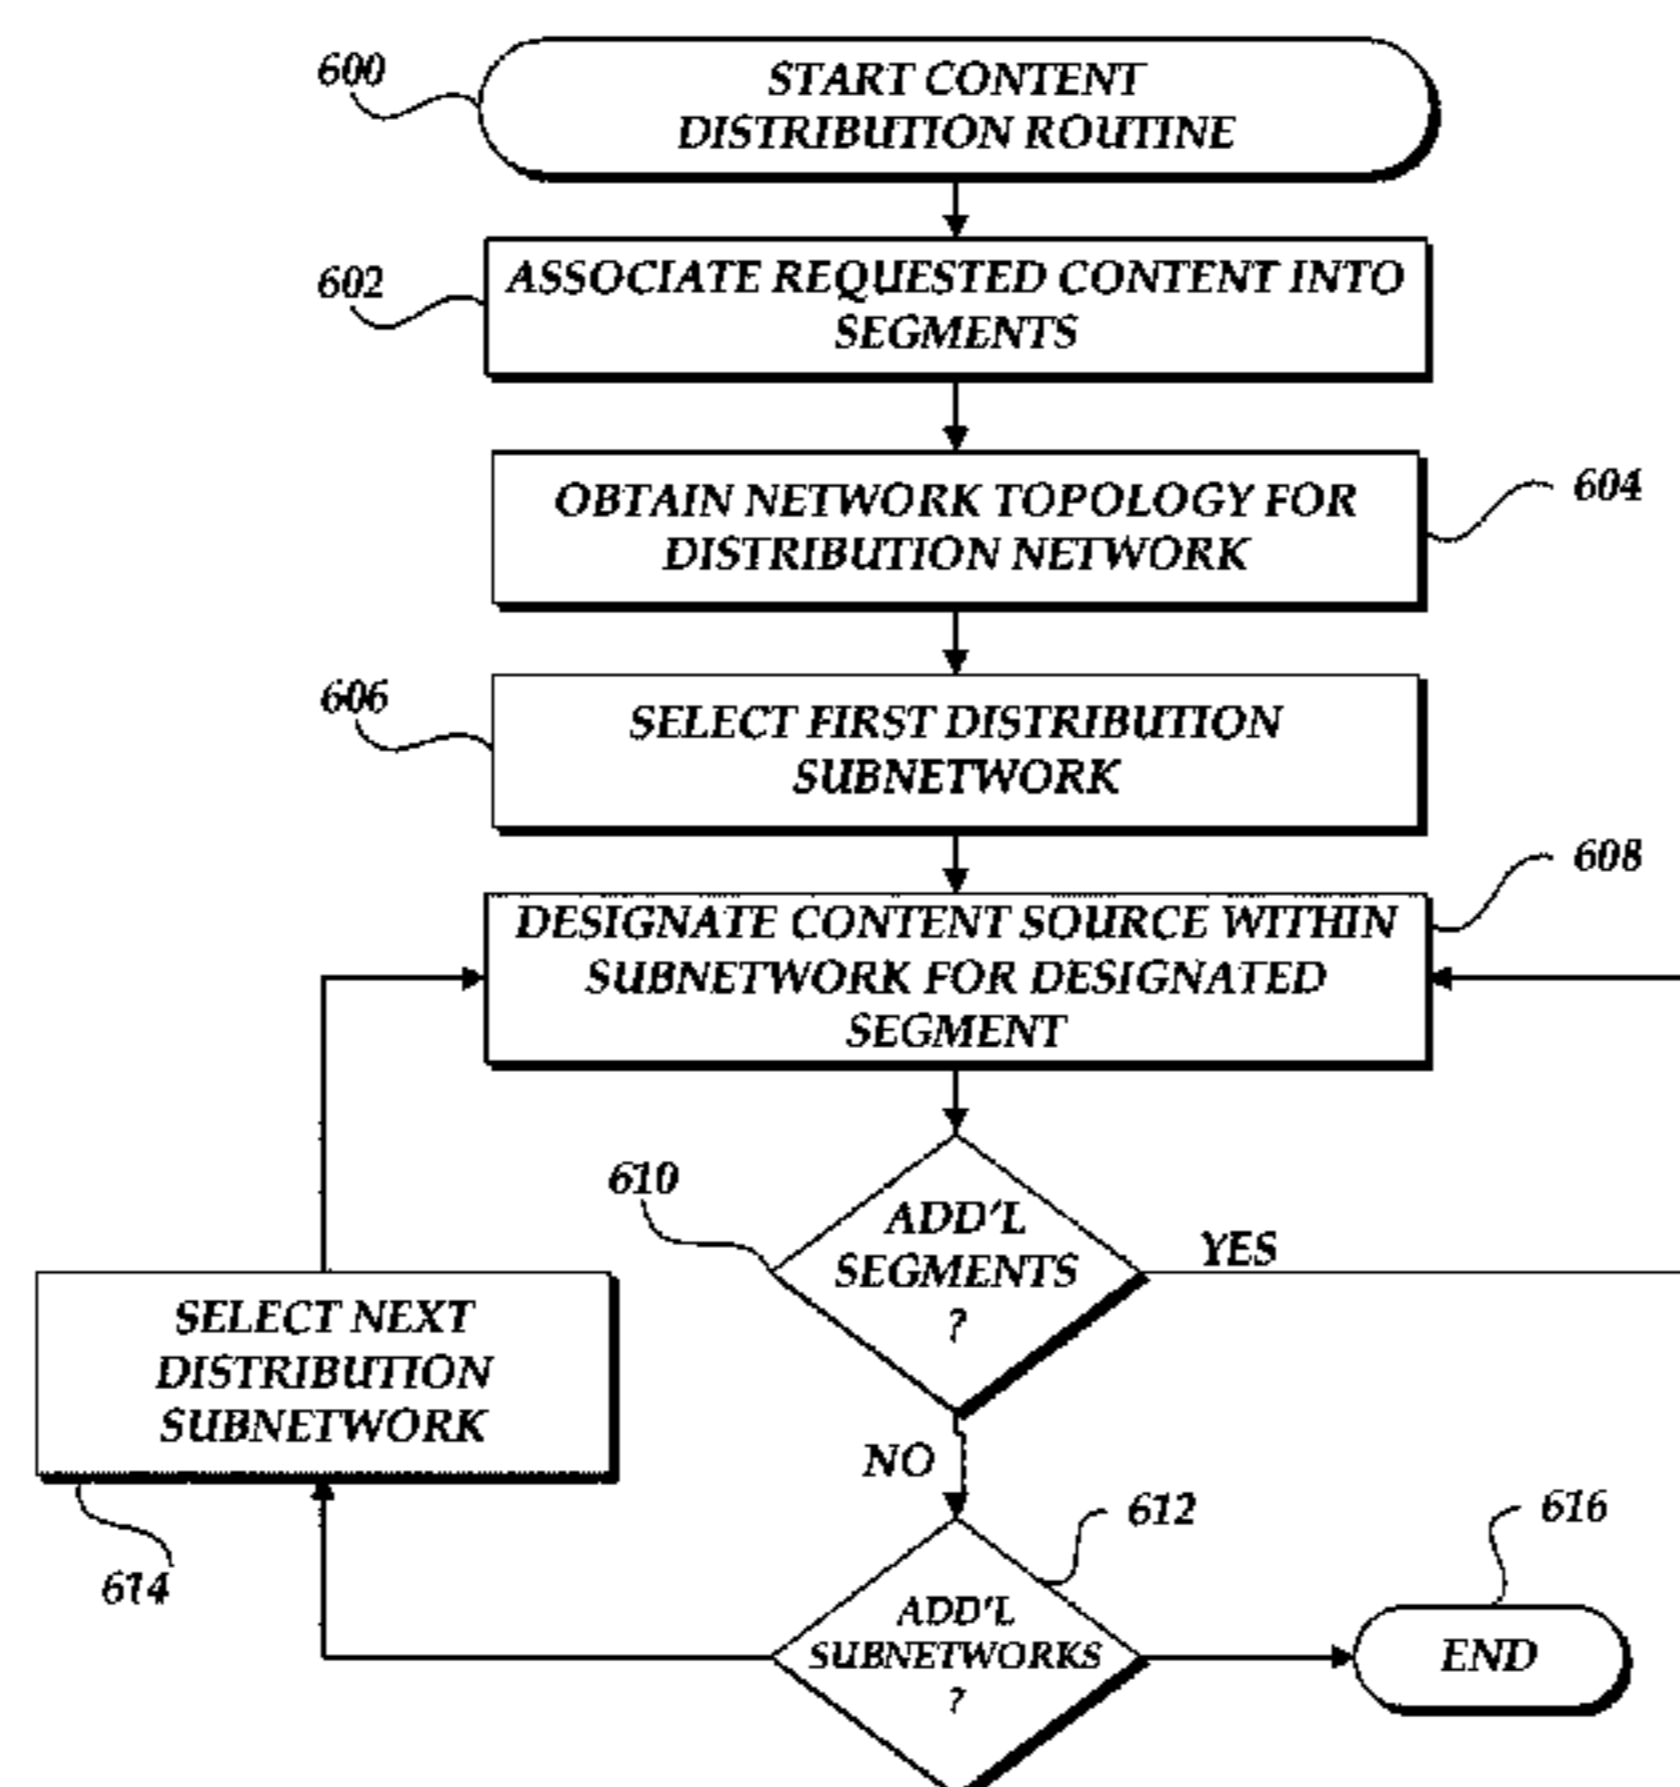 600
START CONTENT
DISTRIBUTION ROUTINE
602
ASSOCIATE REQUESTED CONTENT INTO
SEGMENTS
OBTAIN NETWORK TOPOLOGY FOR
DISTRIBUTION NETWORK
604
606
SELECT FIRST DISTRIBUTION
SUBNETWORK
608
DESIGNATE CONTENT SOURCE WITHIN
SUBNETWORK FOR DESIGNATED
SEGMENT
610
ADD'L
SEGMENTS
?
YES
SELECT NEXT
DISTRIBUTION
SUBNETWORK
614
NO
612
ADD'L
SUBNETWORKS
?
616
END